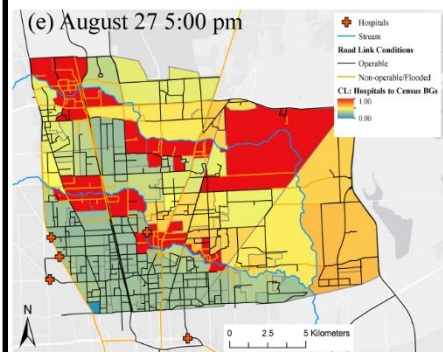 (e) August 27 5:00 pm
Hospitals
Stream
Road Link Conditions
Operable
Non-operable/Flooded
CL: Hospitals to Census BGs
1.00
0.00
N
0 2.5 5 Kilometers